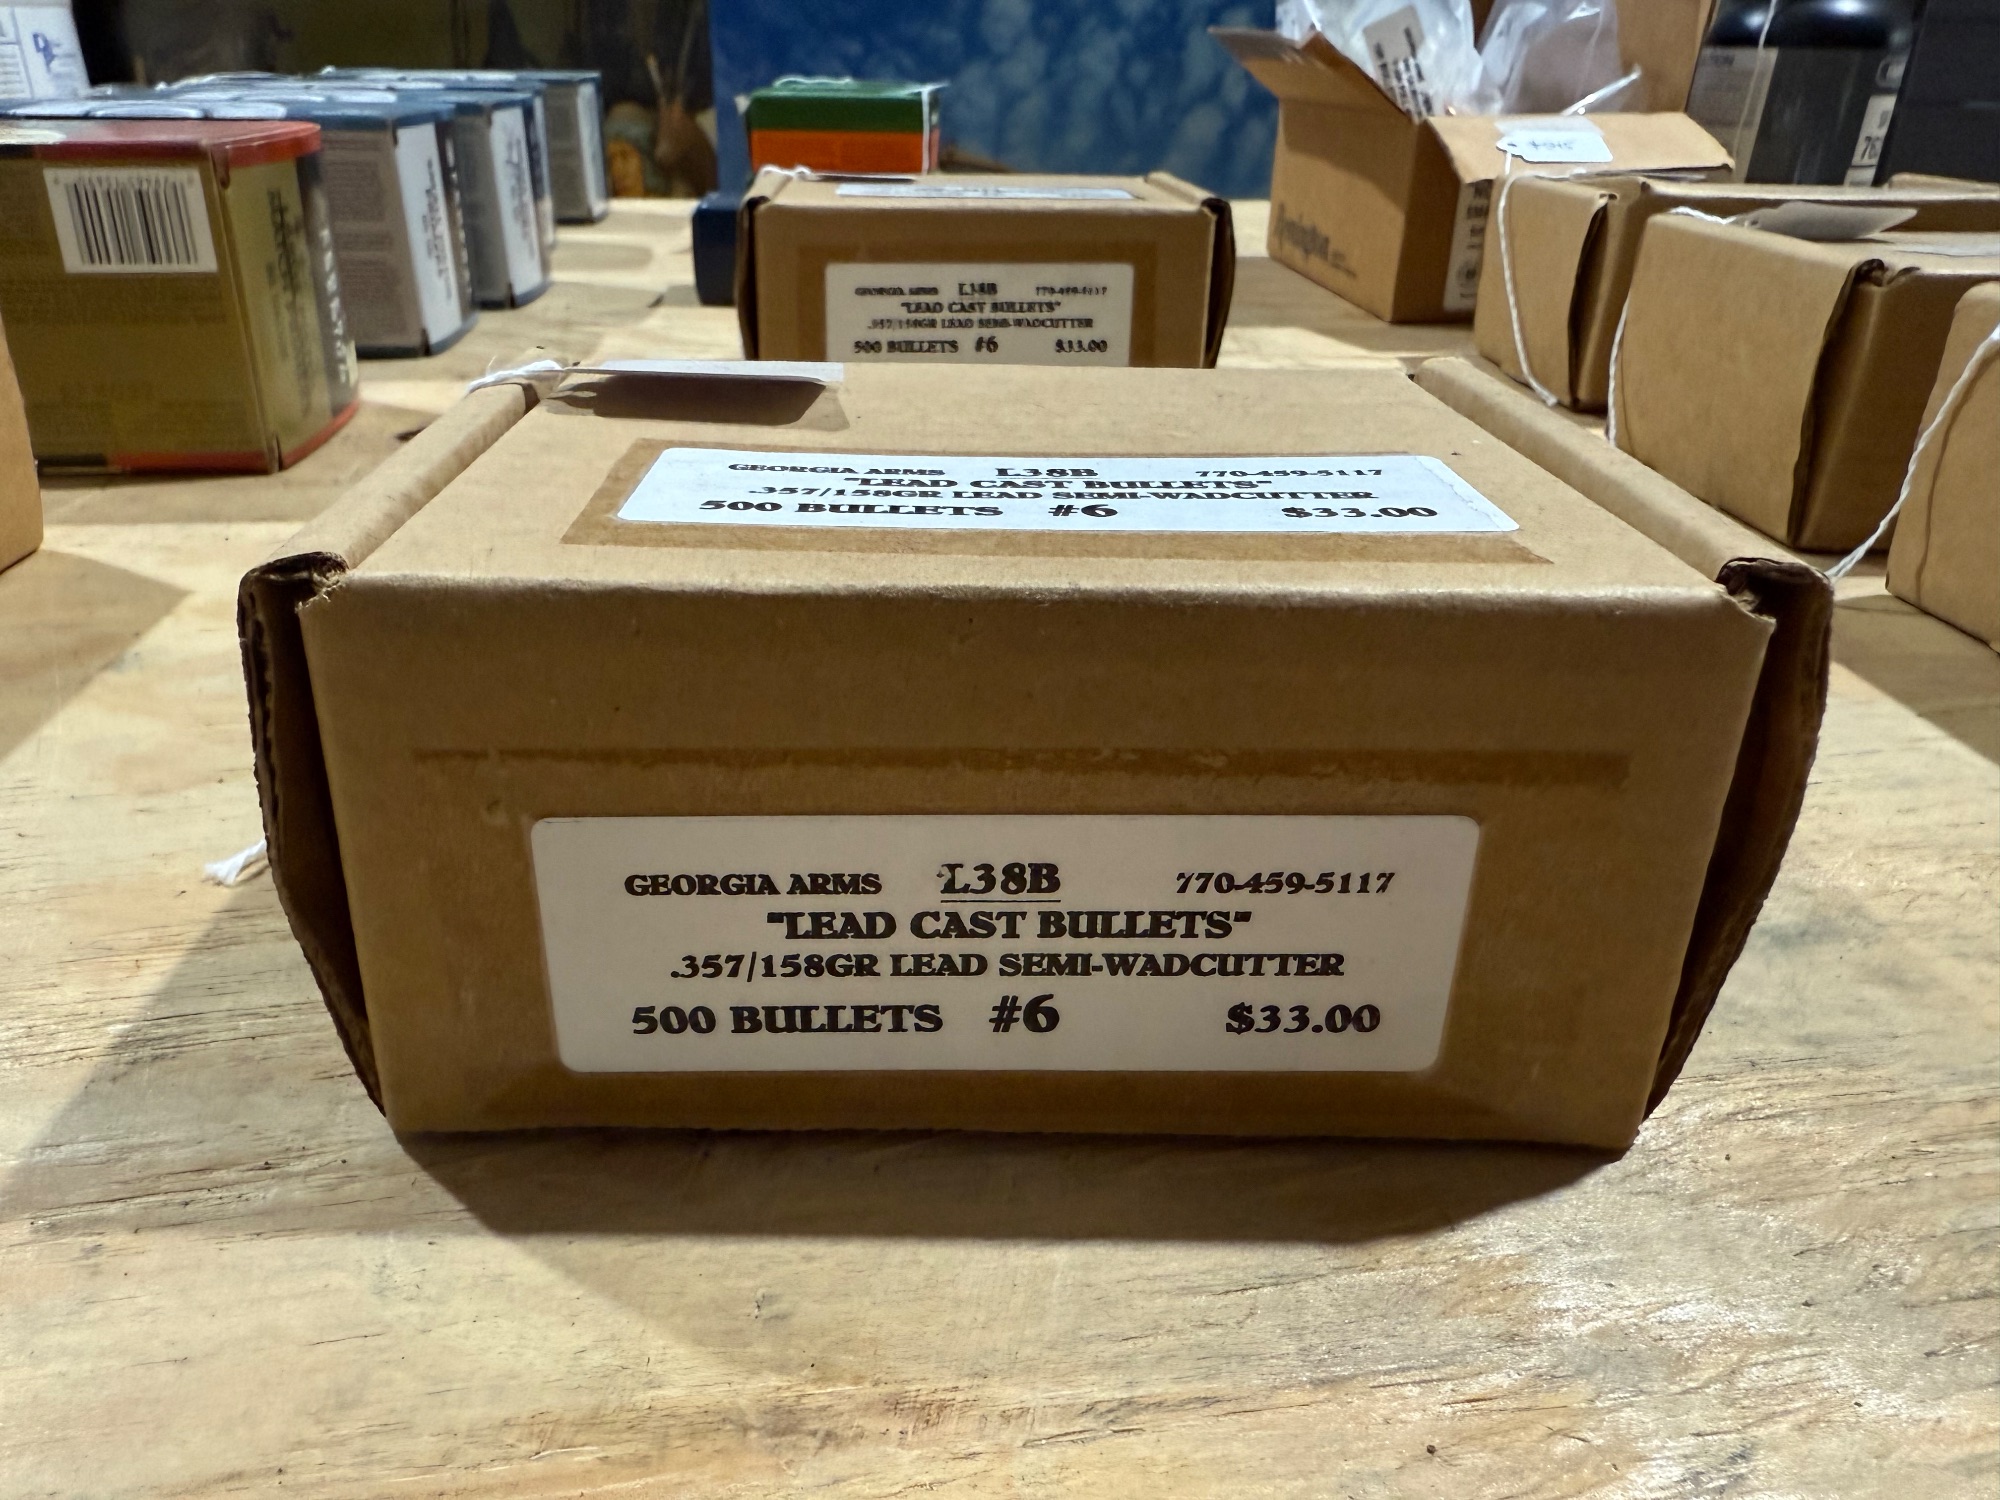 GEORGIA ARMS L38B 770-459-5117
"LEAD CAST BULLETS"
.357/158GR LEAD SEMI-WADCUTTER
500 BULLETS #6 $33.00
Remington
GEORGIA ARMS L38B 770-459-5117
"LEAD CAST BULLETS"
.357/158GR LEAD SEMI-WADCUTTER
500 BULLETS #6 $33.00
GEORGIA ARMS L38B 770-459-5117
"LEAD CAST BULLETS"
.357/158GR LEAD SEMI-WADCUTTER
500 BULLETS #6 $33.00